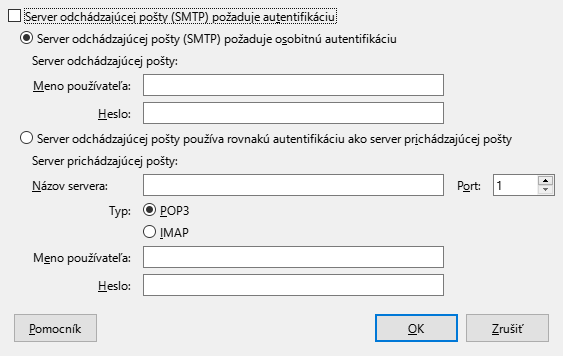 Server odchádzajúcej pošty (SMTP) požaduje autentifikáciu
Server odchádzajúcej pošty (SMTP) požaduje osobitnú autentifikáciu
Server odchádzajúcej pošty:
Meno používateľa:
Heslo:
Server odchádzajúcej pošty používa rovnakú autentifikáciu ako server prichádzajúcej pošty
Server prichádzajúcej pošty:
Názov servera: Port: 1
Typ: POP3
IMAP
Meno používateľa:
Heslo:
Pomocník OK Zrušiť